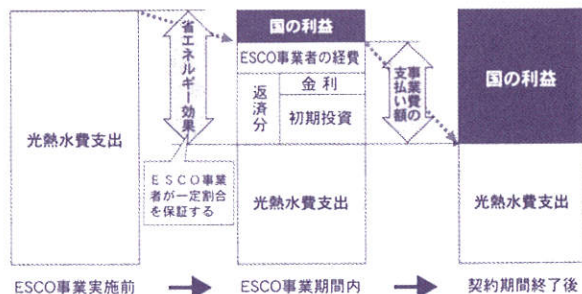 光熱水費支出
省エネルギー効果
ESCO事業
者が一定割合
を保証する
国の利益
ESCO事業者の経費
返済分
金利
初期投資
光熱水費支出
事業費の
支払い額
国の利益
光熱水費支出
ESCO事業実施前
ESCO事業期間内
契約期間終了後